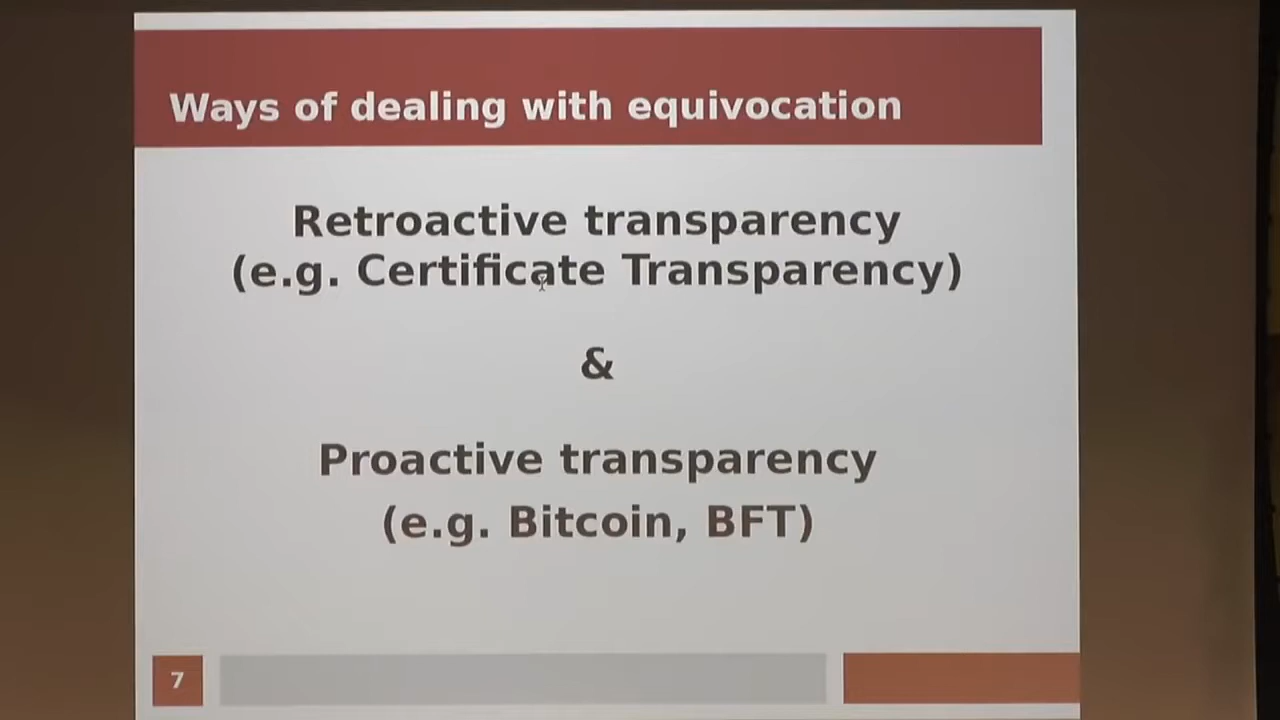 Ways of dealing with equivocation
Retroactive transparency
(e.g. Certificate Transparency)
&
Proactive transparency
(e.g. Bitcoin, BFT)
7